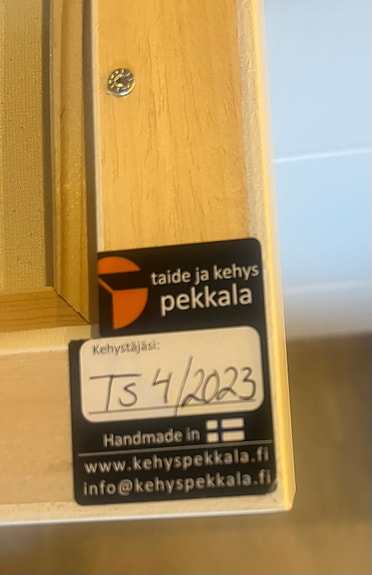 taide ja kehys
pekkala
Kehystäjäsi:
TS 4/2023
Handmade in
www.kehyspekkala.fi
info@kehyspekkala.fi